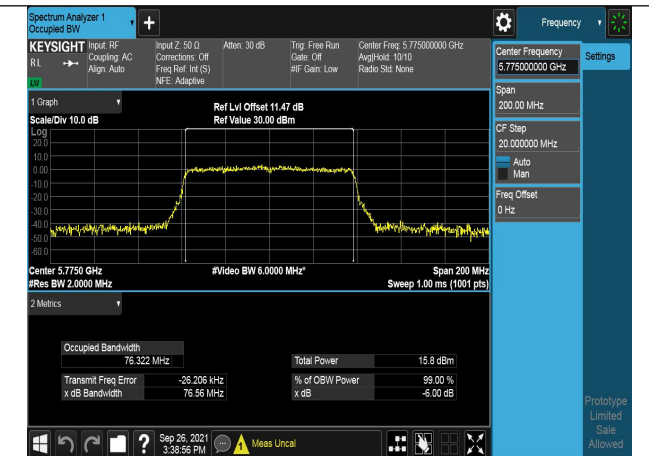 Spectrum Analyzer 1
Occupied BW
Frequency
KEYSIGHT
RL
LXI
Input: RF
Coupling: AC
Align: Auto
Input Z: 50 Ω
Corrections: Off
Freq Ref: Int (S)
NFE: Adaptive
Atten: 30 dB
Trig: Free Run
Gate: Off
#IF Gain: Low
Center Freq: 5.775000000 GHz
Avg|Hold: 10/10
Radio Std: None
Center Frequency
5.775000000 GHz
Settings
Span
200.00 MHz
CF Step
20.000000 MHz
Auto
Man
Freq Offset
0 Hz
1 Graph
Scale/Div 10.0 dB
Ref Lvl Offset 11.47 dB
Ref Value 30.00 dBm
Log
20.0
10.0
0.00
-10.0
-20.0
-30.0
-40.0
-50.0
-60.0
Center 5.7750 GHz
#Res BW 2.0000 MHz
#Video BW 6.0000 MHz*
Span 200 MHz
Sweep 1.00 ms (1001 pts)
2 Metrics
Occupied Bandwidth
76.322 MHz
Total Power 15.8 dBm
Transmit Freq Error -26.206 kHz
% of OBW Power 99.00 %
x dB Bandwidth 76.56 MHz
x dB -6.00 dB
Prototype
Limited
Sale
Allowed
?
Sep 26, 2021
3:38:56 PM
Meas Uncal